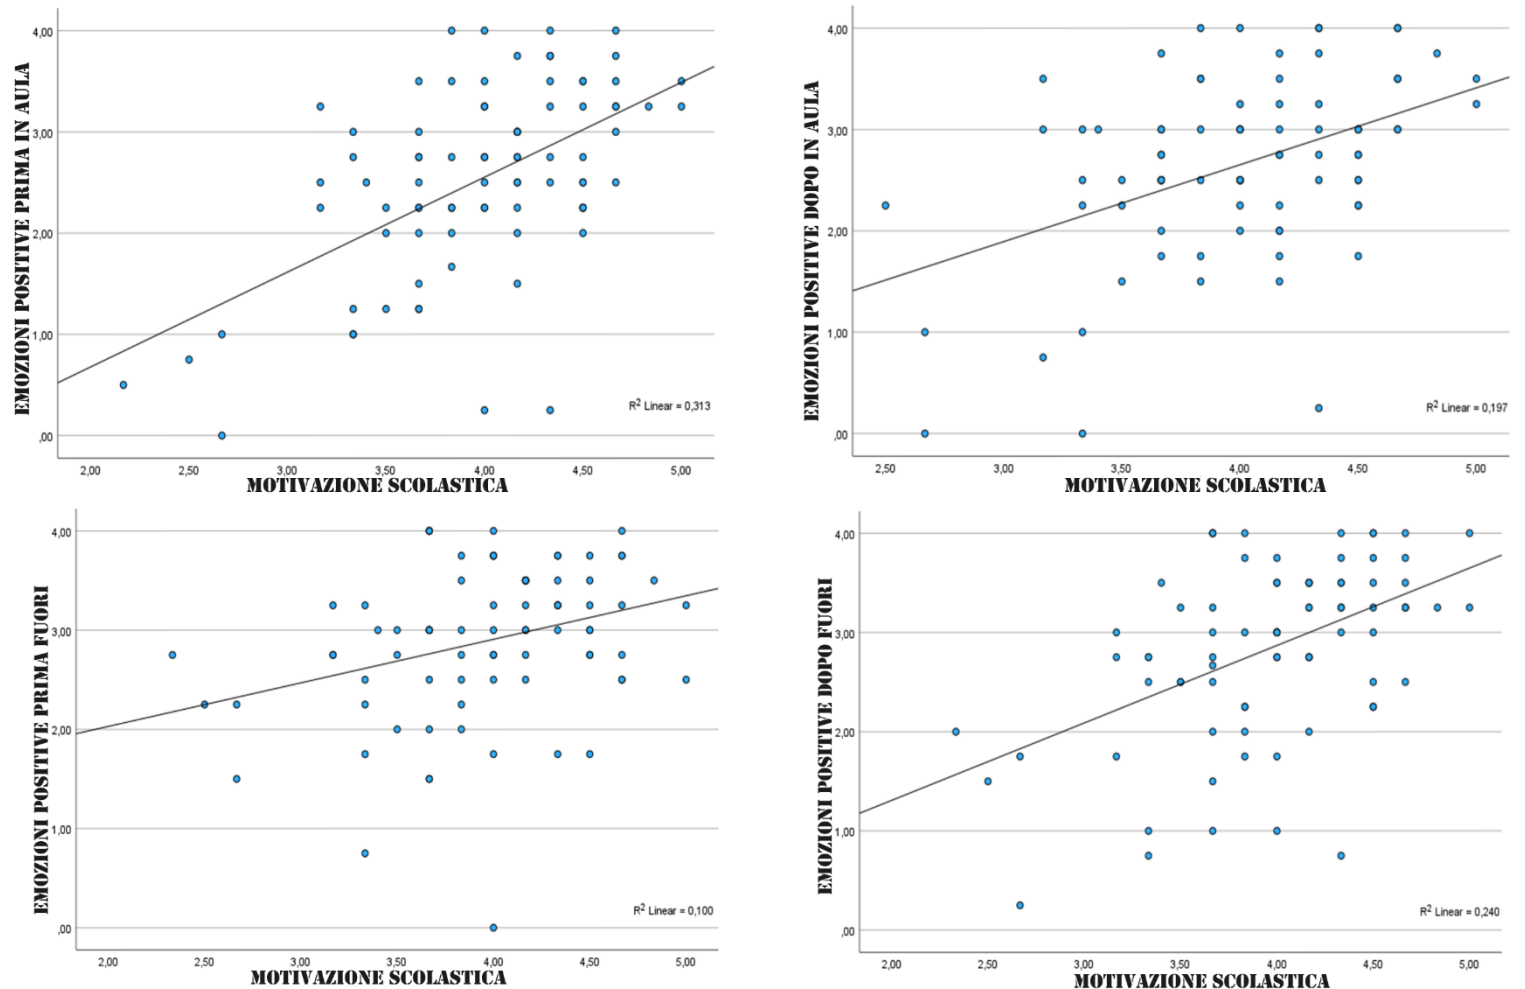 EMOZIONI POSITIVE PRIMA IN AULA
4,00
3,00
2,00
1,00
,00
R2 Linear = 0,313
2,00 2,50 3,00 3,50 4,00 4,50 5,00
MOTIVAZIONE SCOLASTICA
EMOZIONI POSITIVE DOPO IN AULA
4,00
3,00
2,00
1,00
,00
R2 Linear = 0,197
2,50 3,00 3,50 4,00 4,50 5,00
MOTIVAZIONE SCOLASTICA
EMOZIONI POSITIVE PRIMA FUORI
4,00
3,00
2,00
1,00
,00
R2 Linear = 0,100
2,00 2,50 3,00 3,50 4,00 4,50 5,00
MOTIVAZIONE SCOLASTICA
EMOZIONI POSITIVE DOPO FUORI
4,00
3,00
2,00
1,00
,00
R2 Linear = 0,240
2,00 2,50 3,00 3,50 4,00 4,50 5,00
MOTIVAZIONE SCOLASTICA